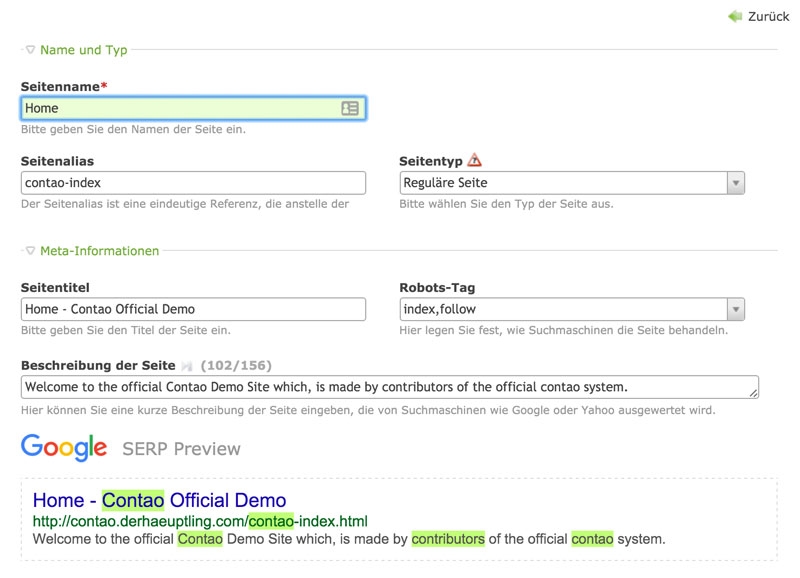 Zurück
Name und Typ
Seitenname*
Home
Bitte geben Sie den Namen der Seite ein.
Seitenalias
Seitentyp
contao-index
Reguläre Seite
Der Seitenalias ist eine eindeutige Referenz, die anstelle der
Bitte wählen Sie den Typ der Seite aus.
Meta-Informationen
Seitentitel
Robots-Tag
Home - Contao Official Demo
index,follow
Bitte geben Sie den Titel der Seite ein.
Hier legen Sie fest, wie Suchmaschinen die Seite behandeln.
Beschreibung der Seite (102/156)
Welcome to the official Contao Demo Site which, is made by contributors of the official contao system.
Hier können Sie eine kurze Beschreibung der Seite eingeben, die von Suchmaschinen wie Google oder Yahoo ausgewertet wird.
Google SERP Preview
Home - Contao Official Demo
http://contao.derhaeuptling.com/contao-index.html
Welcome to the official Contao Demo Site which, is made by contributors of the official contao system.